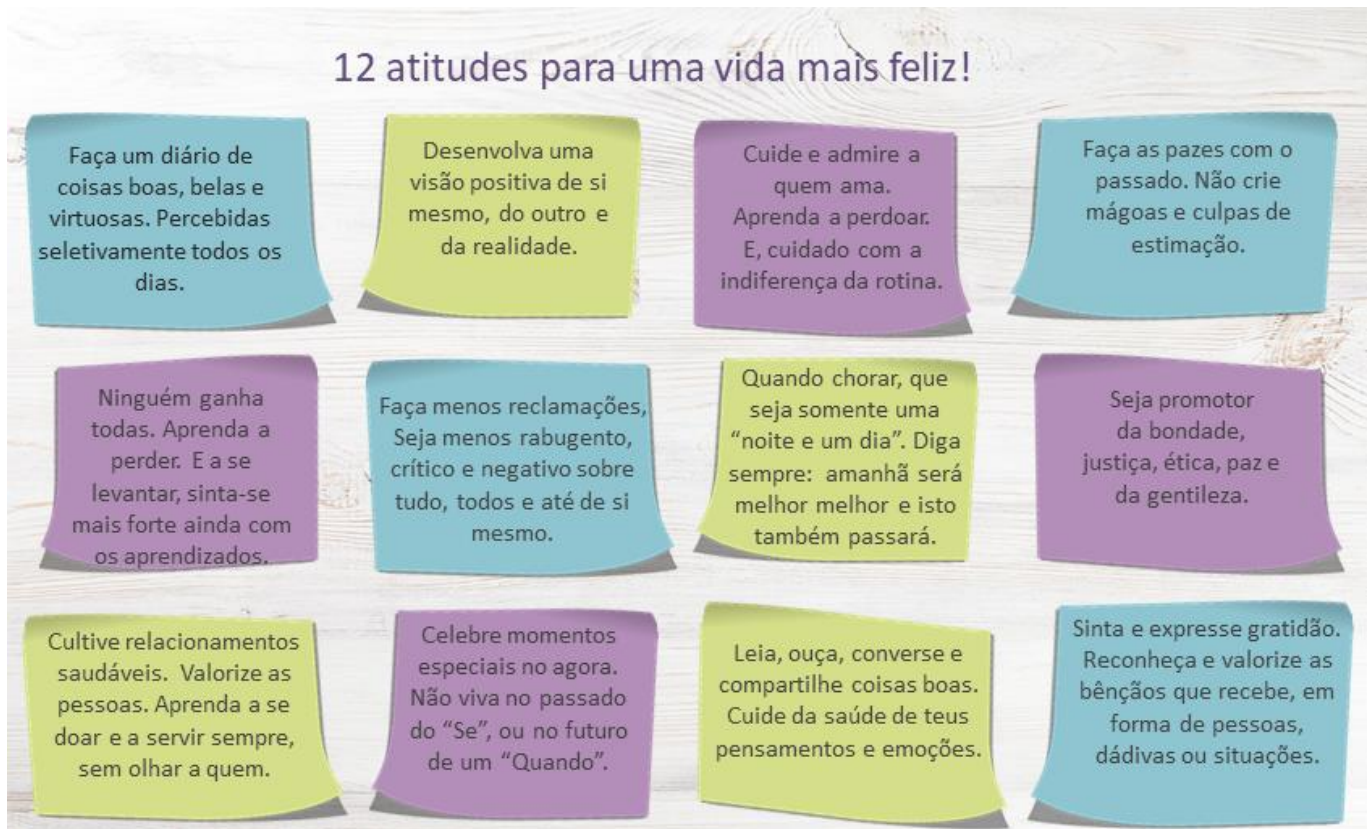 12 atitudes para uma vida mais feliz!
Faça um diário de
coisas boas, belas e
virtuosas. Percebidas
seletivamente todos os
dias.
Desenvolva uma
visão positiva de si
mesmo, do outro e
da realidade.
Cuide e admire a
quem ama.
Aprenda a perdoar.
E, cuidado com a
indiferença da rotina.
Faça as pazes com o
passado. Não crie
mágoas e culpas de
estimação.
Ninguém ganha
todas. Aprenda a
perder. E a se
levantar, sinta-se
mais forte ainda com
os aprendizados.
Faça menos reclamações,
Seja menos rabugento,
crítico e negativo sobre
tudo, todos e até de si
mesmo.
Quando chorar, que
seja somente uma
“noite e um dia”. Diga
sempre: amanhã será
melhor melhor e isto
também passará.
Seja promotor
da bondade,
justiça, ética, paz e
da gentileza.
Cultive relacionamentos
saudáveis. Valorize as
pessoas. Aprenda a se
doar e a servir sempre,
sem olhar a quem.
Celebre momentos
especiais no agora.
Não viva no passado
do “Se”, ou no futuro
de um “Quando”.
Leia, ouça, converse e
compartilhe coisas boas.
Cuide da saúde de teus
pensamentos e emoções.
Sinta e expresse gratidão.
Reconheça e valorize as
bênçãos que recebe, em
forma de pessoas,
dádivas ou situações.